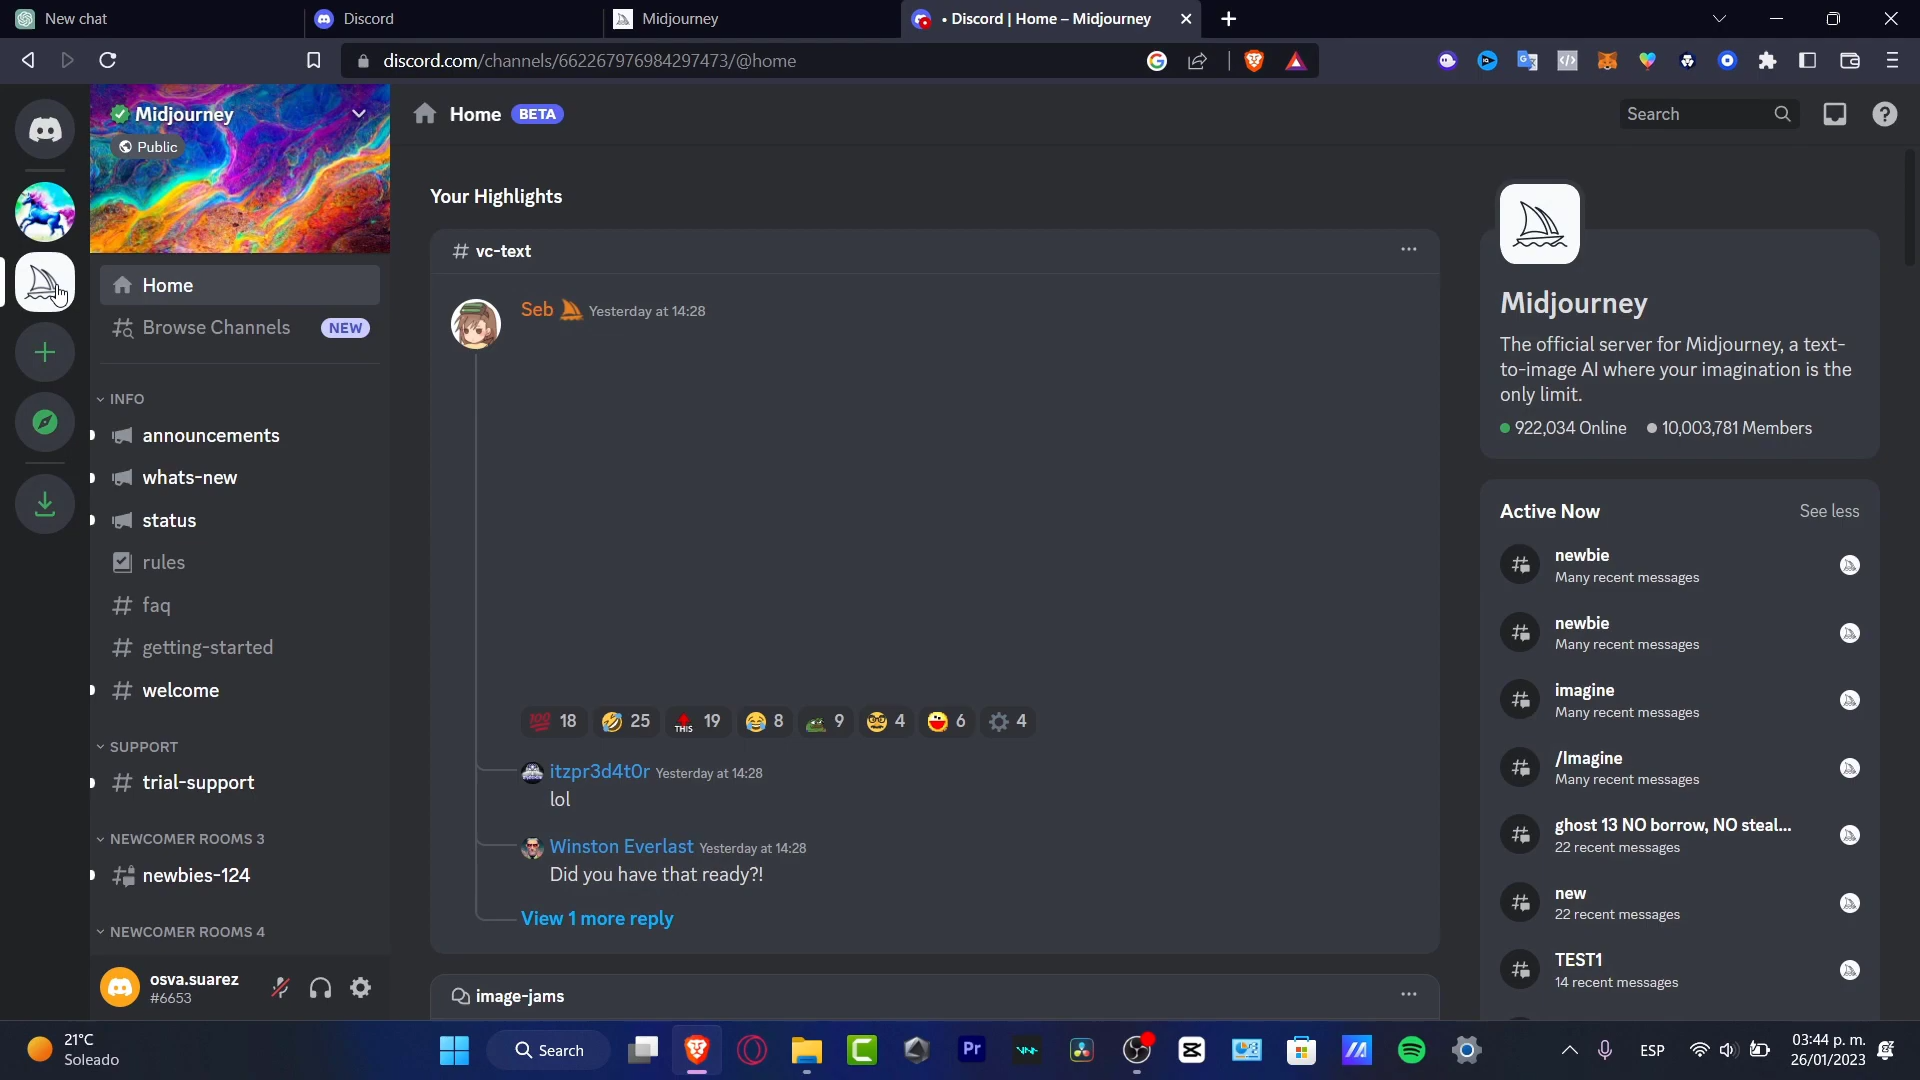 New chat
Discord
Midjourney
• Discord | Home – Midjourney
discord.com/channels/662267976984297473/@home
Midjourney
Public
Home
Browse Channels NEW
INFO
announcements
whats-new
status
rules
faq
getting-started
welcome
SUPPORT
trial-support
NEWCOMER ROOMS 3
newbies-124
NEWCOMER ROOMS 4
osva.suarez
#6653
Home BETA
Search
Your Highlights
vc-text
Seb Yesterday at 14:28
100 18 25 THIS 19 8 9 4 6 4
itzpr3d4t0r Yesterday at 14:28
lol
Winston Everlast Yesterday at 14:28
Did you have that ready?!
View 1 more reply
image-jams
Midjourney
The official server for Midjourney, a text-
to-image AI where your imagination is the
only limit.
922,034 Online 10,003,781 Members
Active Now See less
newbie
Many recent messages
newbie
Many recent messages
imagine
Many recent messages
/Imagine
Many recent messages
ghost 13 NO borrow, NO steal...
22 recent messages
new
22 recent messages
TEST1
14 recent messages
21°C
Soleado
Search
Pr
ESP
03:44 p. m.
26/01/2023